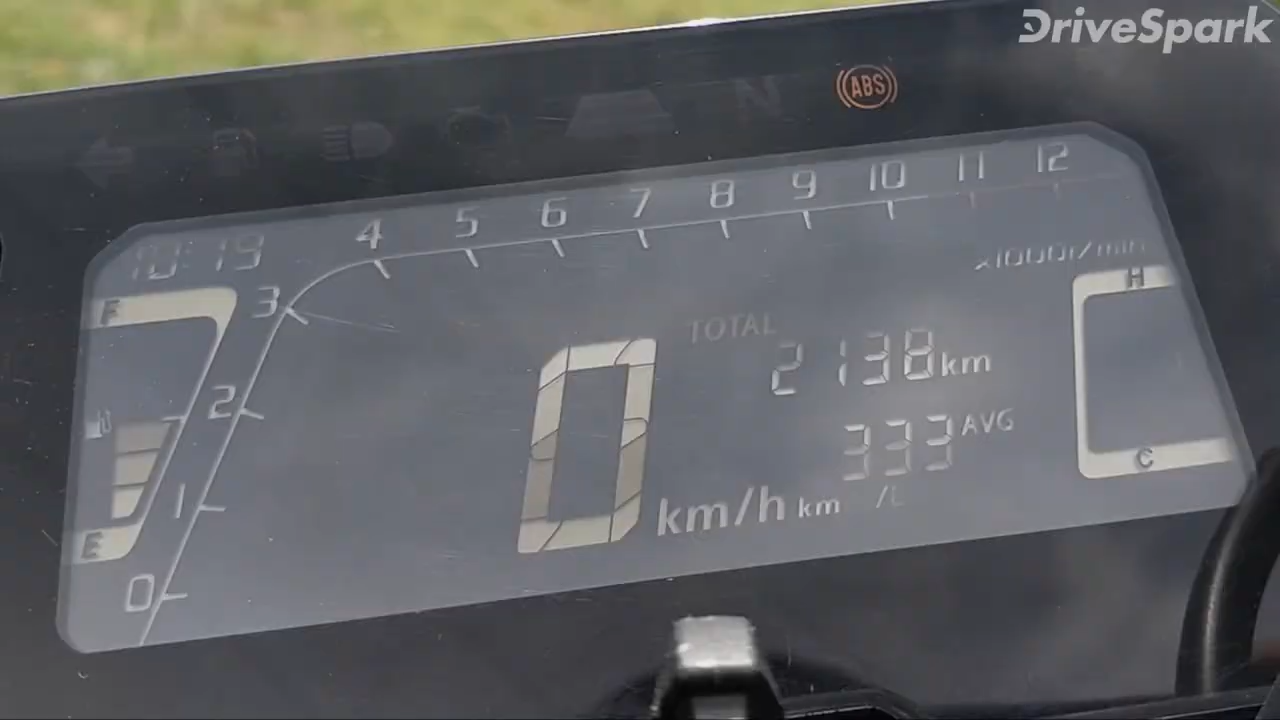 DriveSpark
ABS
N
10:19
4 5 6 7 8 9 10 11 12
x1000r/min
F
3
H
TOTAL
2138km
2
333 AVG
C
0 km/h km/L
1
E
0